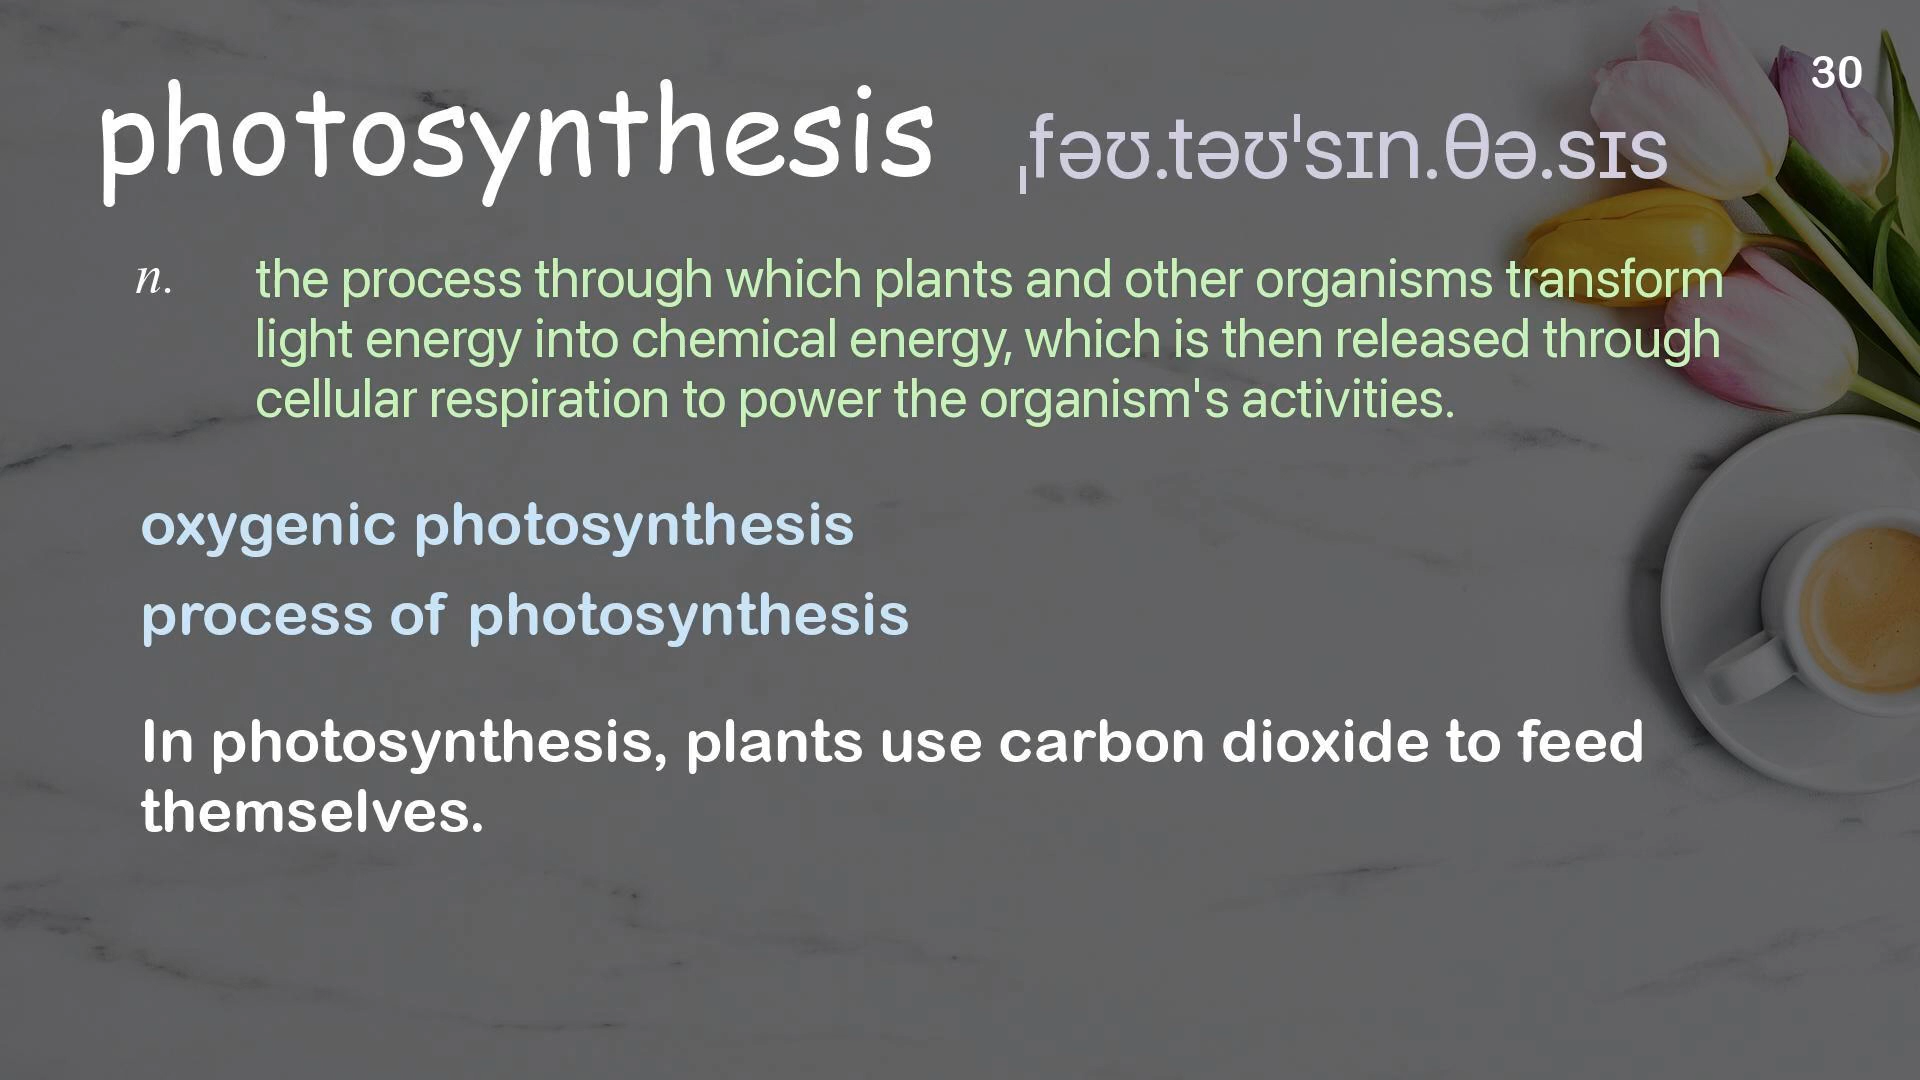 30
photosynthesis ˌfəʊ.təʊˈsɪn.θə.sɪs
n. the process through which plants and other organisms transform
light energy into chemical energy, which is then released through
cellular respiration to power the organism's activities.
oxygenic photosynthesis
process of photosynthesis
In photosynthesis, plants use carbon dioxide to feed
themselves.